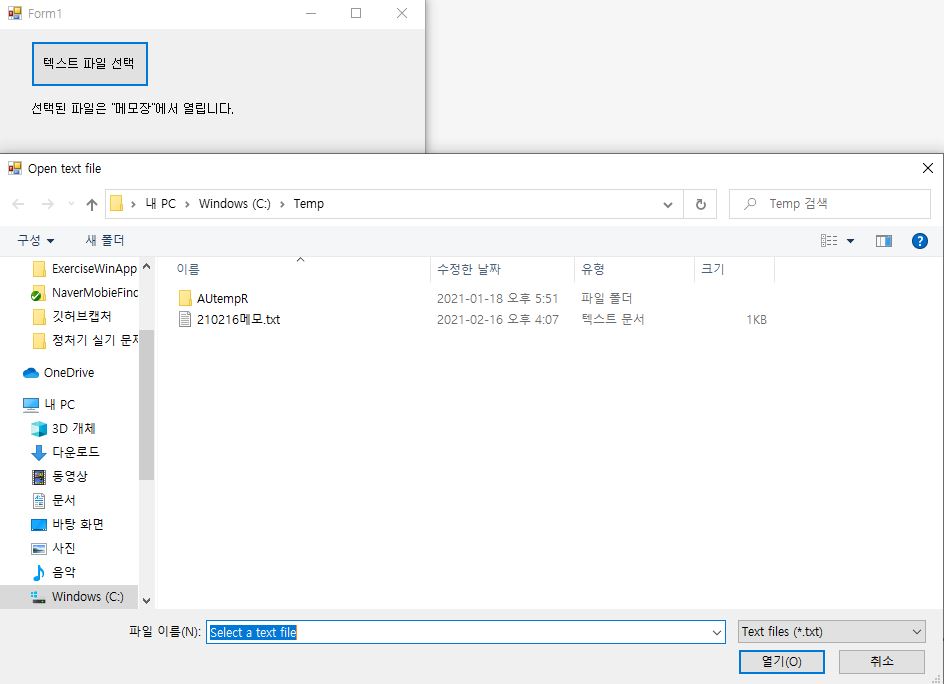 Form1
텍스트 파일 선택
선택된 파일은 "메모장"에서 열립니다.
Open text file
내 PC > Windows (C:) > Temp
Temp 검색
구성
새 폴더
ExerciseWinApp
NaverMobieFind
깃허브캡처
정처기 실기 문제
OneDrive
내 PC
3D 개체
다운로드
동영상
문서
바탕 화면
사진
음악
Windows (C:)
이름 수정한 날짜 유형 크기
AUtempR 2021-01-18 오후 5:51 파일 폴더
210216메모.txt 2021-02-16 오후 4:07 텍스트 문서 1KB
파일 이름(N): Select a text file
Text files (*.txt)
열기(O) 취소